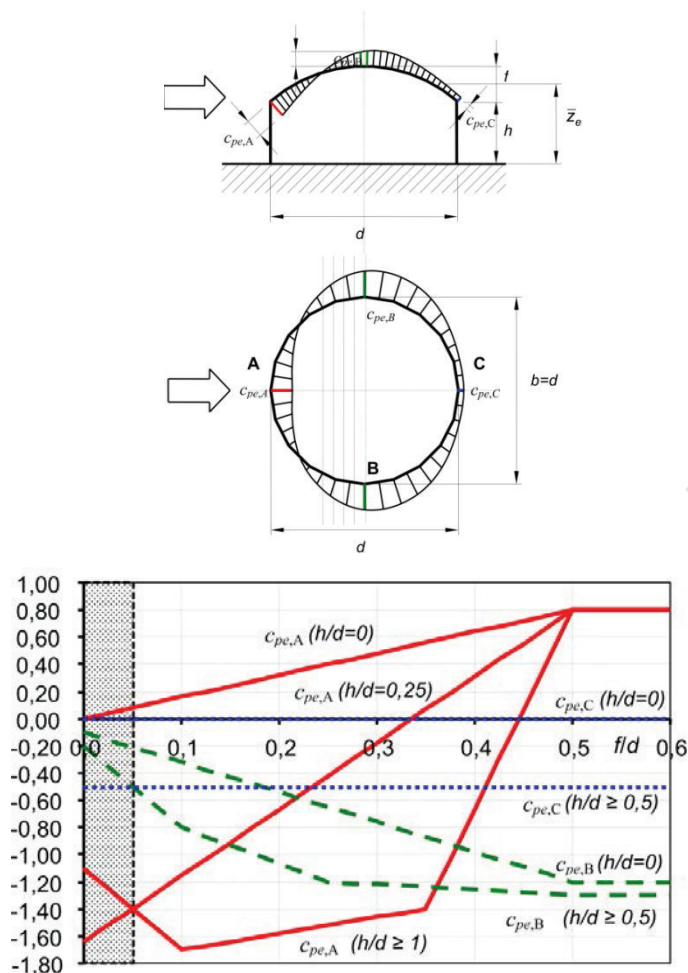 c_pe,B
f
c_pe,A
c_pe,C
h
z̄_e
d
c_pe,B
A
C
c_pe,A
c_pe,C
b=d
B
d
1,00
0,80
0,60
0,40
0,20
0,00
-0,20
-0,40
-0,60
-0,80
-1,00
-1,20
-1,40
-1,60
-1,80
c_pe,A (h/d=0)
c_pe,A (h/d=0,25)
c_pe,C (h/d=0)
0,0 0,1 0,2 0,3 0,4 0,5 f/d 0,6
c_pe,C (h/d ≥ 0,5)
c_pe,B (h/d=0)
c_pe,B (h/d ≥ 0,5)
c_pe,A (h/d ≥ 1)